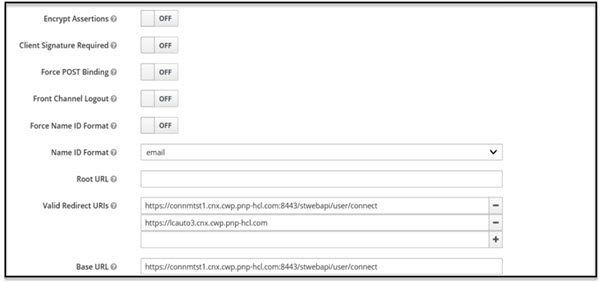 Encrypt Assertions OFF
Client Signature Required OFF
Force POST Binding OFF
Front Channel Logout OFF
Force Name ID Format OFF
Name ID Format email
Root URL
Valid Redirect URIs https://connmtst1.cnx.cwp.pnp-hcl.com:8443/stwebapi/user/connect
https://lcauto3.cnx.cwp.pnp-hcl.com
Base URL https://connmtst1.cnx.cwp.pnp-hcl.com:8443/stwebapi/user/connect